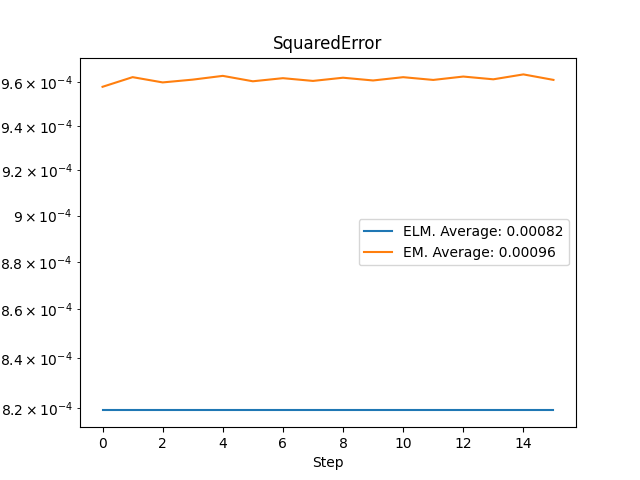 SquaredError
9.6 × 10⁻⁴
9.4 × 10⁻⁴
9.2 × 10⁻⁴
9 × 10⁻⁴
8.8 × 10⁻⁴
8.6 × 10⁻⁴
8.4 × 10⁻⁴
8.2 × 10⁻⁴
ELM. Average: 0.00082
EM. Average: 0.00096
0 2 4 6 8 10 12 14
Step